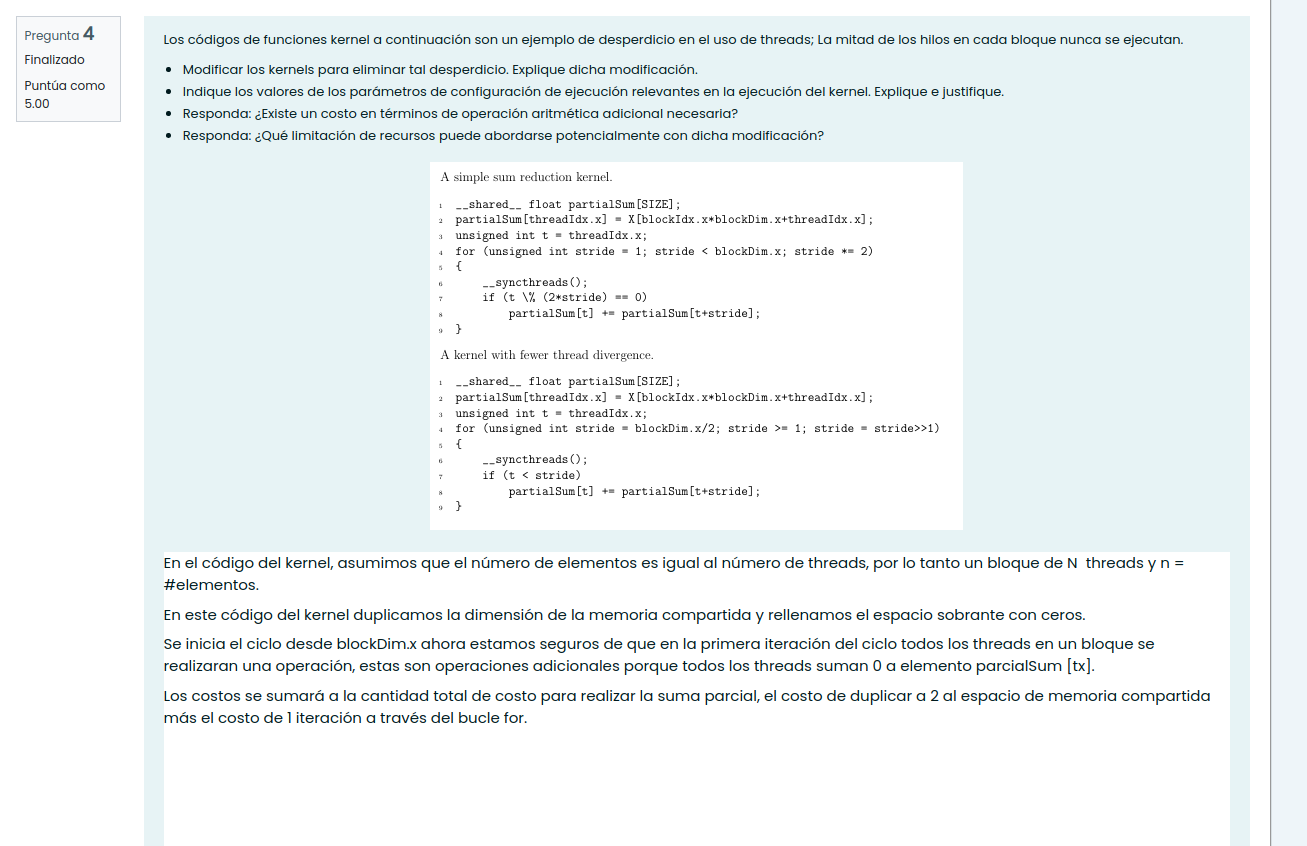 Pregunta 4
Finalizado
Puntúa como
5.00
Los códigos de funciones kernel a continuación son un ejemplo de desperdicio en el uso de threads; La mitad de los hilos en cada bloque nunca se ejecutan.
• Modificar los kernels para eliminar tal desperdicio. Explique dicha modificación.
• Indique los valores de los parámetros de configuración de ejecución relevantes en la ejecución del kernel. Explique e justifique.
• Responda: ¿Existe un costo en términos de operación aritmética adicional necesaria?
• Responda: ¿Qué limitación de recursos puede abordarse potencialmente con dicha modificación?
A simple sum reduction kernel.
1 __shared__ float partialSum[SIZE];
2 partialSum[threadIdx.x] = X[blockIdx.x*blockDim.x+threadIdx.x];
3 unsigned int t = threadIdx.x;
4 for (unsigned int stride = 1; stride < blockDim.x; stride *= 2)
5 {
6 __syncthreads();
7 if (t \% (2*stride) == 0)
8 partialSum[t] += partialSum[t+stride];
9 }
A kernel with fewer thread divergence.
1 __shared__ float partialSum[SIZE];
2 partialSum[threadIdx.x] = X[blockIdx.x*blockDim.x+threadIdx.x];
3 unsigned int t = threadIdx.x;
4 for (unsigned int stride = blockDim.x/2; stride >= 1; stride = stride>>1)
5 {
6 __syncthreads();
7 if (t < stride)
8 partialSum[t] += partialSum[t+stride];
9 }
En el código del kernel, asumimos que el número de elementos es igual al número de threads, por lo tanto un bloque de N threads y n =
#elementos.
En este código del kernel duplicamos la dimensión de la memoria compartida y rellenamos el espacio sobrante con ceros.
Se inicia el ciclo desde blockDim.x ahora estamos seguros de que en la primera iteración del ciclo todos los threads en un bloque se
realizaran una operación, estas son operaciones adicionales porque todos los threads suman 0 a elemento parcialSum [tx].
Los costos se sumará a la cantidad total de costo para realizar la suma parcial, el costo de duplicar a 2 al espacio de memoria compartida
más el costo de 1 iteración a través del bucle for.